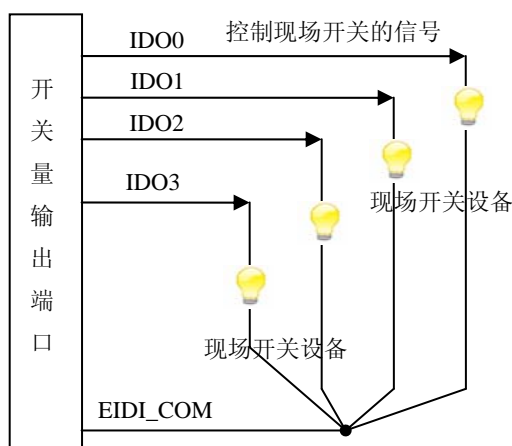 IDO0
控制现场开关的信号
IDO1
IDO2
IDO3
开
关
量
输
出
端
口
现场开关设备
现场开关设备
EIDI_COM